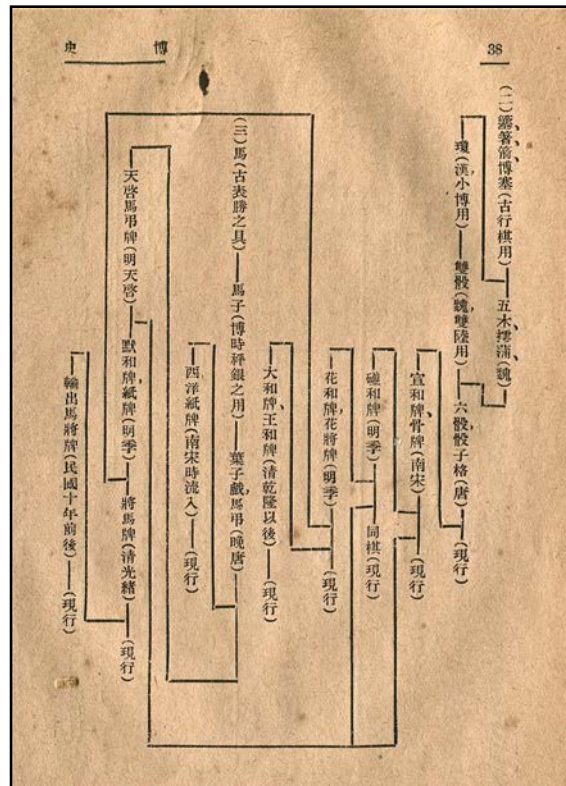 38
博史
(二)簺箸箭博塞(古行棋用)——五木摴蒱(魏)
瓊(漢小博用)——雙骰(魏雙陸用)——六骰骰子格(唐)——(現行)
宣和牌骨牌(南宋)——(現行)
碰和牌(明季)——同棋(現行)
花和牌花將牌(明季)——(現行)
大和牌王和牌(清乾隆以後)——(現行)
西洋紙牌(南宋時流入)——(現行)
(三)馬(古表勝之具)——馬子(博時秤銀之用)——葉子戲馬弔(晚唐)
天啓馬弔牌(明天啓)——默和牌紙牌(明季)——將馬牌(清光緒)——(現行)
輸出馬將牌(民國十年前後)——(現行)